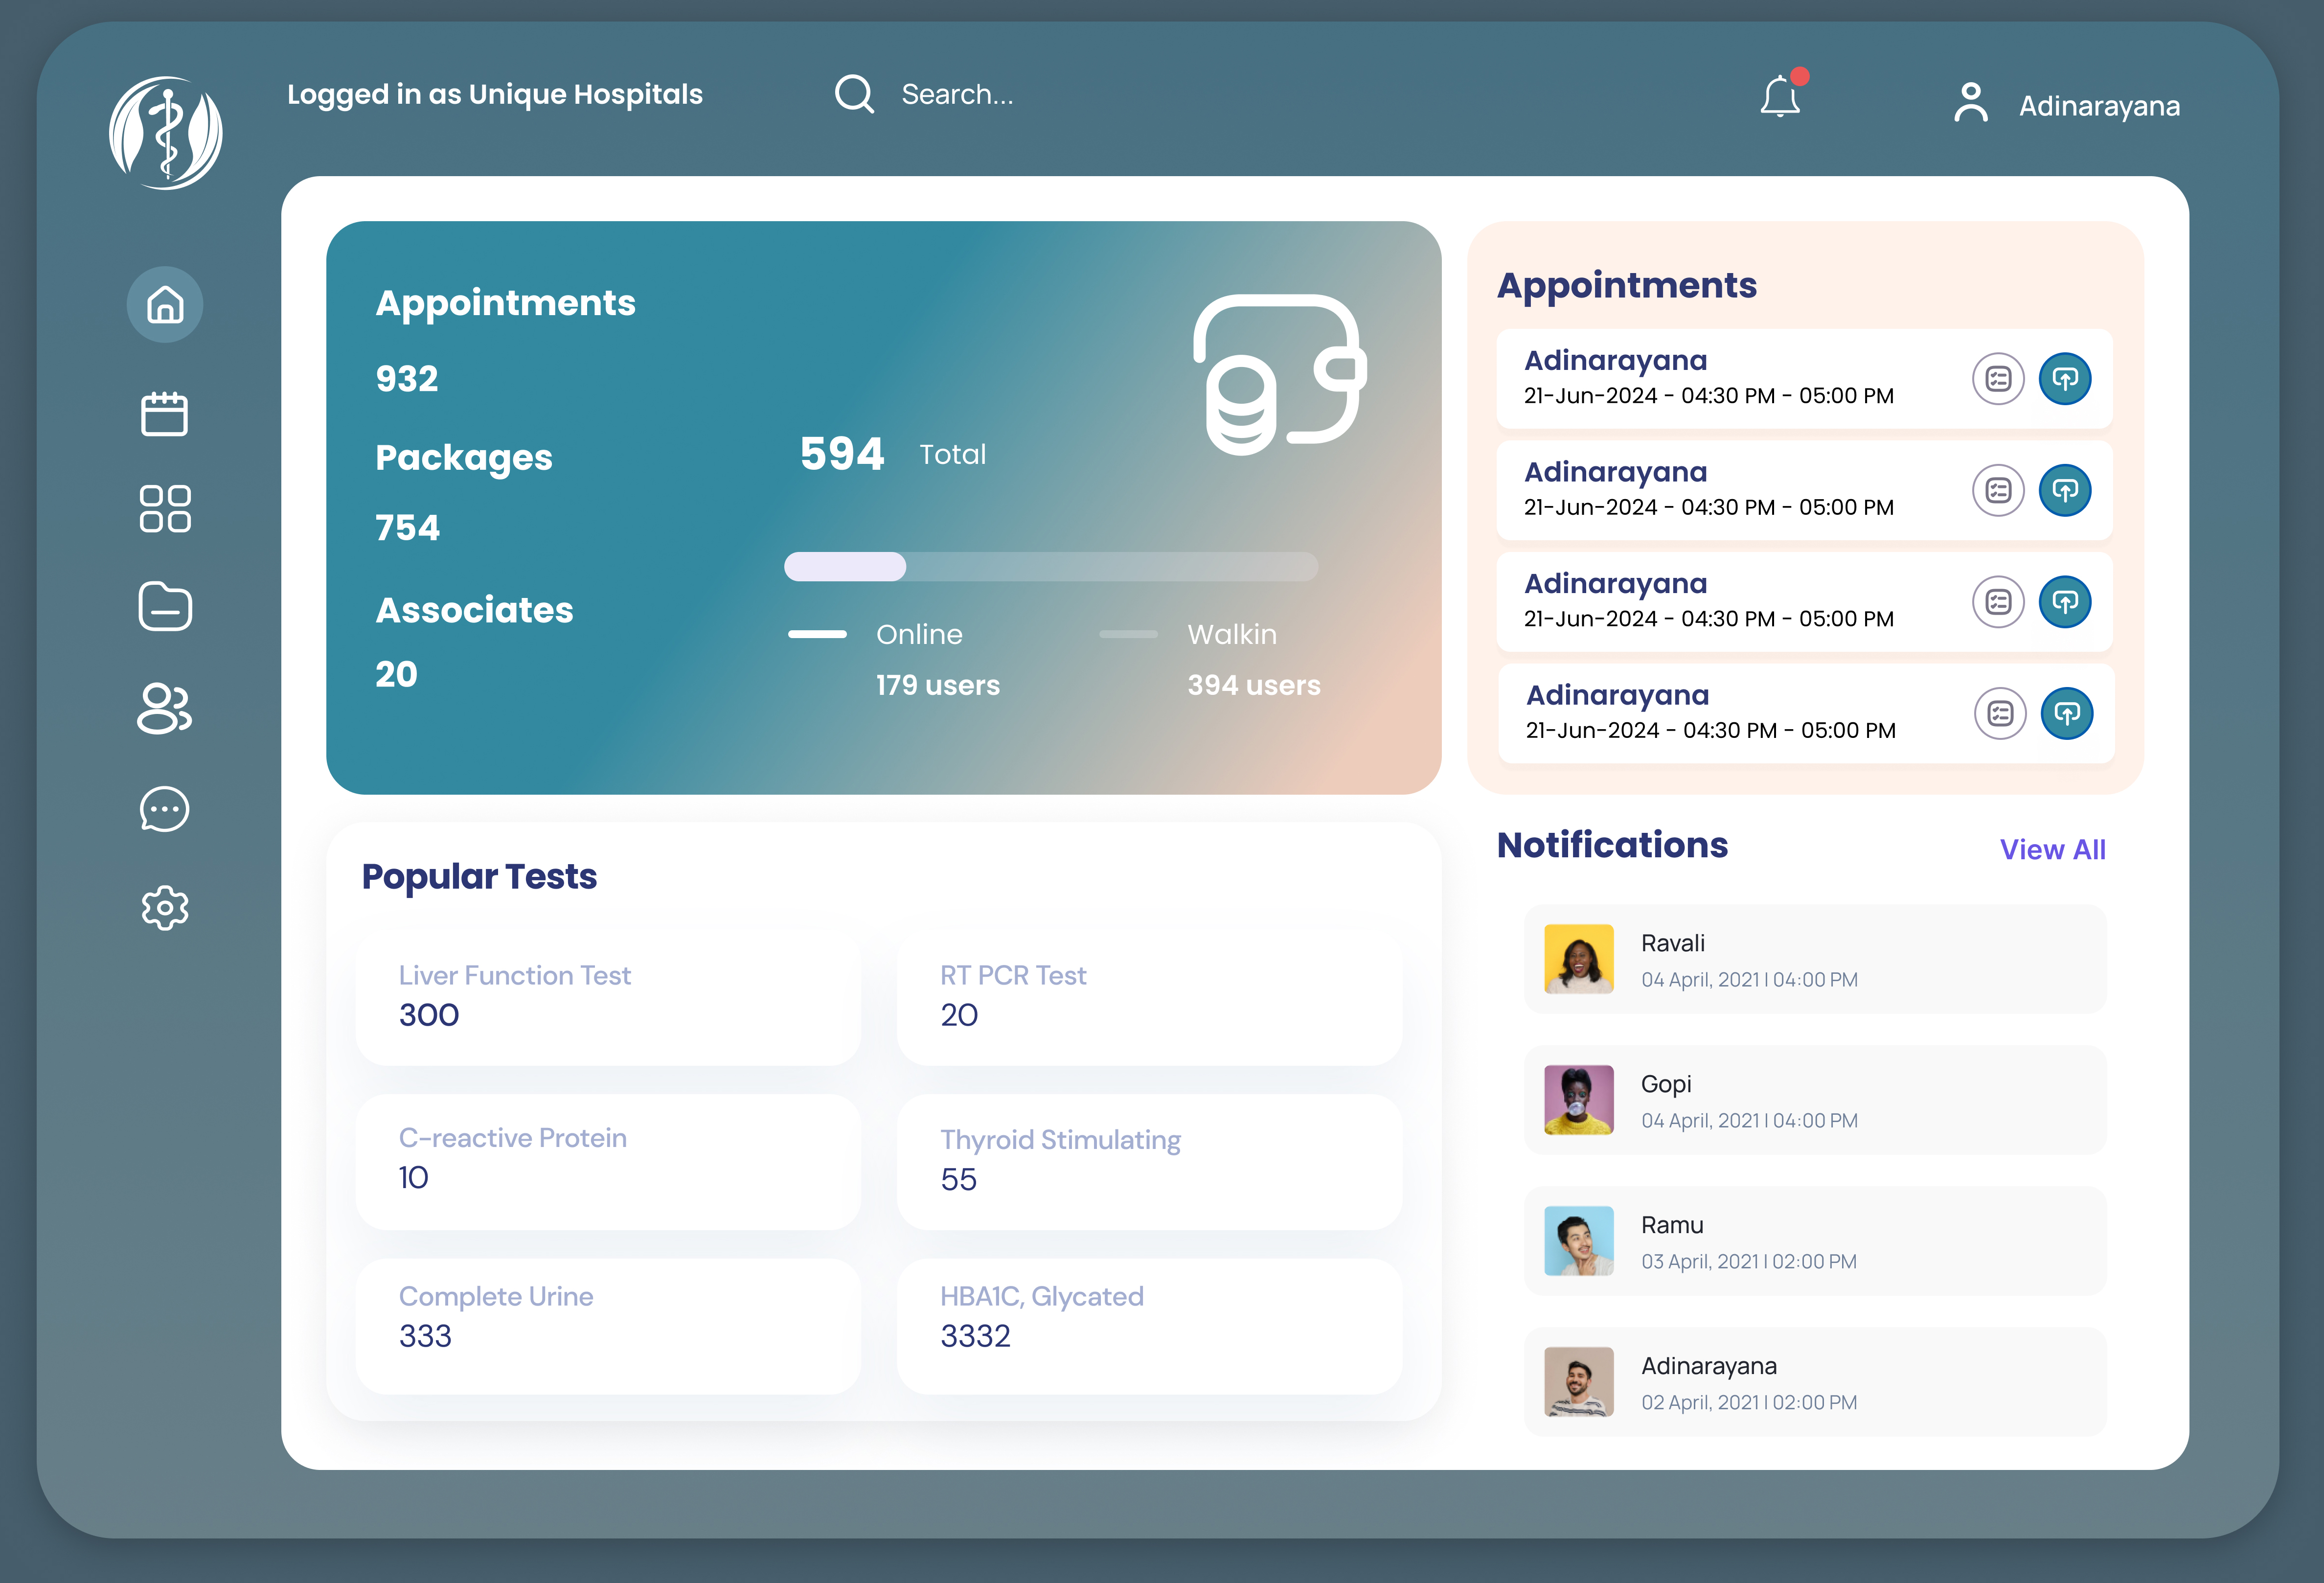 Logged in as Unique Hospitals
Search...
Adinarayana
Appointments
932
Packages
754
Associates
20
594 Total
Online
179 users
Walkin
394 users
Appointments
Adinarayana
21-Jun-2024 - 04:30 PM - 05:00 PM
Adinarayana
21-Jun-2024 - 04:30 PM - 05:00 PM
Adinarayana
21-Jun-2024 - 04:30 PM - 05:00 PM
Adinarayana
21-Jun-2024 - 04:30 PM - 05:00 PM
Popular Tests
Liver Function Test
300
RT PCR Test
20
C-reactive Protein
10
Thyroid Stimulating
55
Complete Urine
333
HBA1C, Glycated
3332
Notifications
View All
Ravali
04 April, 2021 | 04:00 PM
Gopi
04 April, 2021 | 04:00 PM
Ramu
03 April, 2021 | 02:00 PM
Adinarayana
02 April, 2021 | 02:00 PM